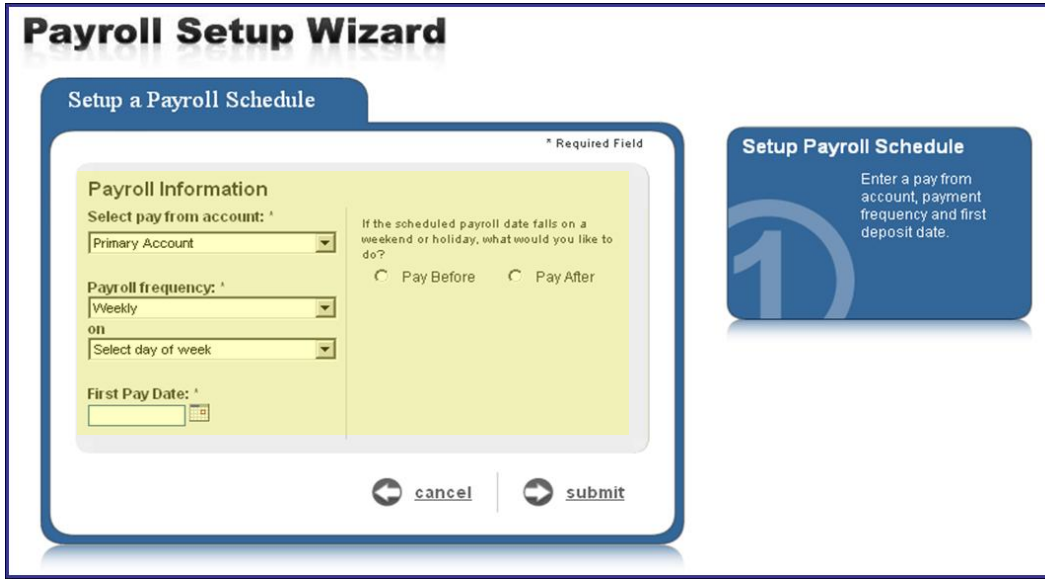 Payroll Setup Wizard
Setup a Payroll Schedule
* Required Field
Payroll Information
Select pay from account: *
Primary Account
Payroll frequency: *
Weekly
on
Select day of week
First Pay Date: *
If the scheduled payroll date falls on a
weekend or holiday, what would you like to
do?
Pay Before Pay After
cancel submit
Setup Payroll Schedule
1
Enter a pay from
account, payment
frequency and first
deposit date.